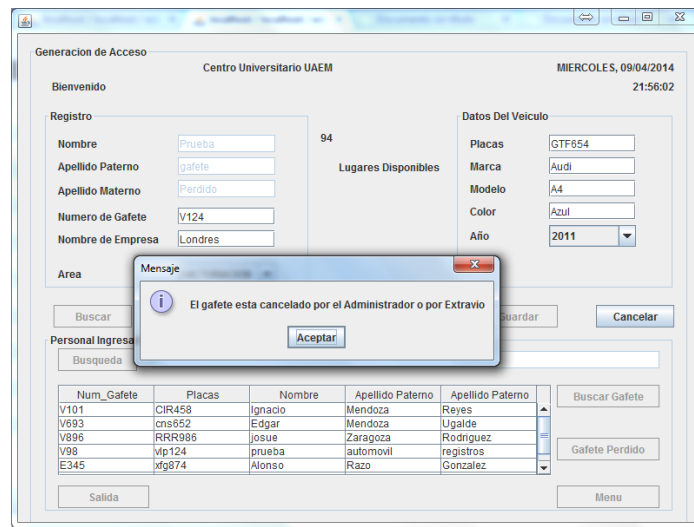 Generacion de Acceso
Centro Universitario UAEM
MIERCOLES, 09/04/2014
Bienvenido
21:56:02
Registro
Nombre Prueba
Apellido Paterno gafete
Apellido Materno Perdido
Numero de Gafete V124
Nombre de Empresa Londres
Area
94
Lugares Disponibles
Datos Del Veiculo
Placas GTF654
Marca Audi
Modelo A4
Color Azul
Año 2011
Mensaje
El gafete esta cancelado por el Administrador o por Extravio
Aceptar
Buscar
Guardar
Cancelar
Personal Ingresa
Busqueda
Num_Gafete Placas Nombre Apellido Paterno Apellido Paterno
V101 CIR458 Ignacio Mendoza Reyes
V693 cns652 Edgar Mendoza Ugalde
V896 RRR986 josue Zaragoza Rodriguez
V98 vlp124 prueba automovil registros
E345 xfg874 Alonso Razo Gonzalez
Buscar Gafete
Gafete Perdido
Salida
Menu